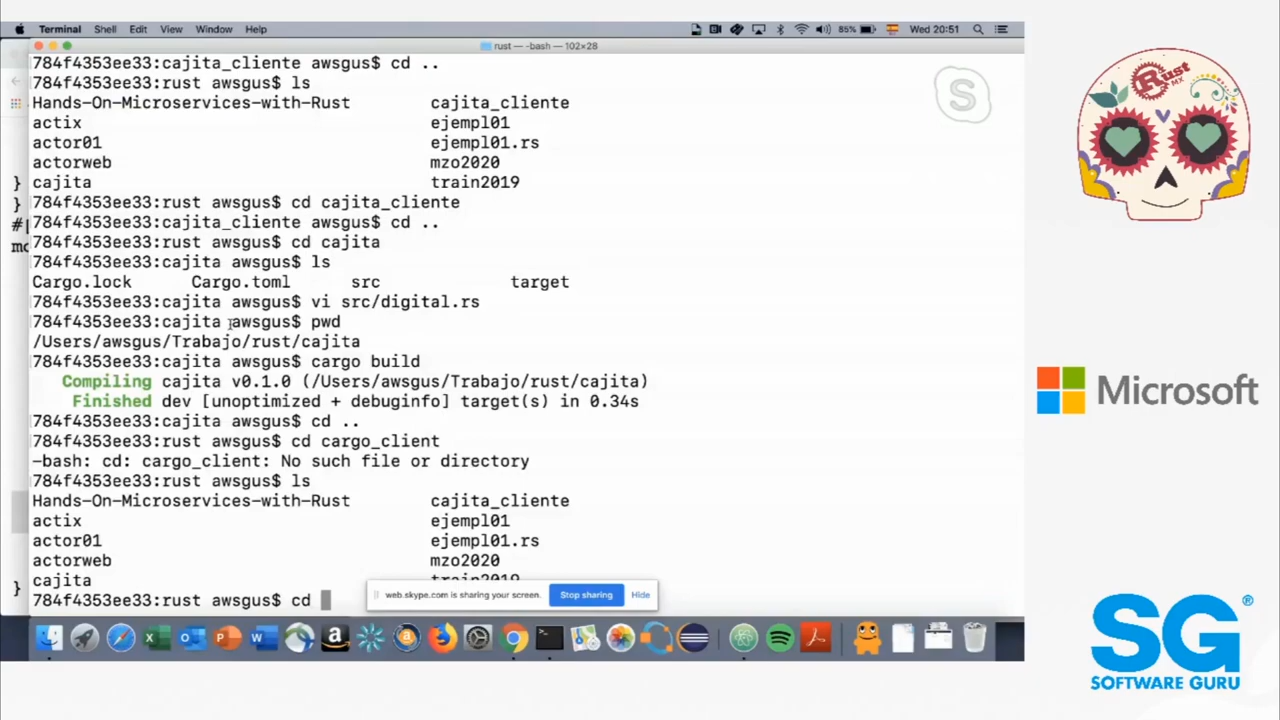 Terminal Shell Edit View Window Help 85% Wed 20:51
rust — -bash — 102×28
784f4353ee33:cajita_cliente awsgus$ cd ..
784f4353ee33:rust awsgus$ ls
Hands-On-Microservices-with-Rust cajita_cliente
actix ejempl01
actor01 ejempl01.rs
actorweb mzo2020
cajita train2019
784f4353ee33:rust awsgus$ cd cajita_cliente
784f4353ee33:cajita_cliente awsgus$ cd ..
784f4353ee33:rust awsgus$ cd cajita
784f4353ee33:cajita awsgus$ ls
Cargo.lock Cargo.toml src target
784f4353ee33:cajita awsgus$ vi src/digital.rs
784f4353ee33:cajita awsgus$ pwd
/Users/awsgus/Trabajo/rust/cajita
784f4353ee33:cajita awsgus$ cargo build
Compiling cajita v0.1.0 (/Users/awsgus/Trabajo/rust/cajita)
Finished dev [unoptimized + debuginfo] target(s) in 0.34s
784f4353ee33:cajita awsgus$ cd ..
784f4353ee33:rust awsgus$ cd cargo_client
-bash: cd: cargo_client: No such file or directory
784f4353ee33:rust awsgus$ ls
Hands-On-Microservices-with-Rust cajita_cliente
actix ejempl01
actor01 ejempl01.rs
actorweb mzo2020
cajita train2019
784f4353ee33:rust awsgus$ cd
web.skype.com is sharing your screen. Stop sharing Hide
}
}
#
}
S
Rust MX
Microsoft
SG®
SOFTWARE GURU